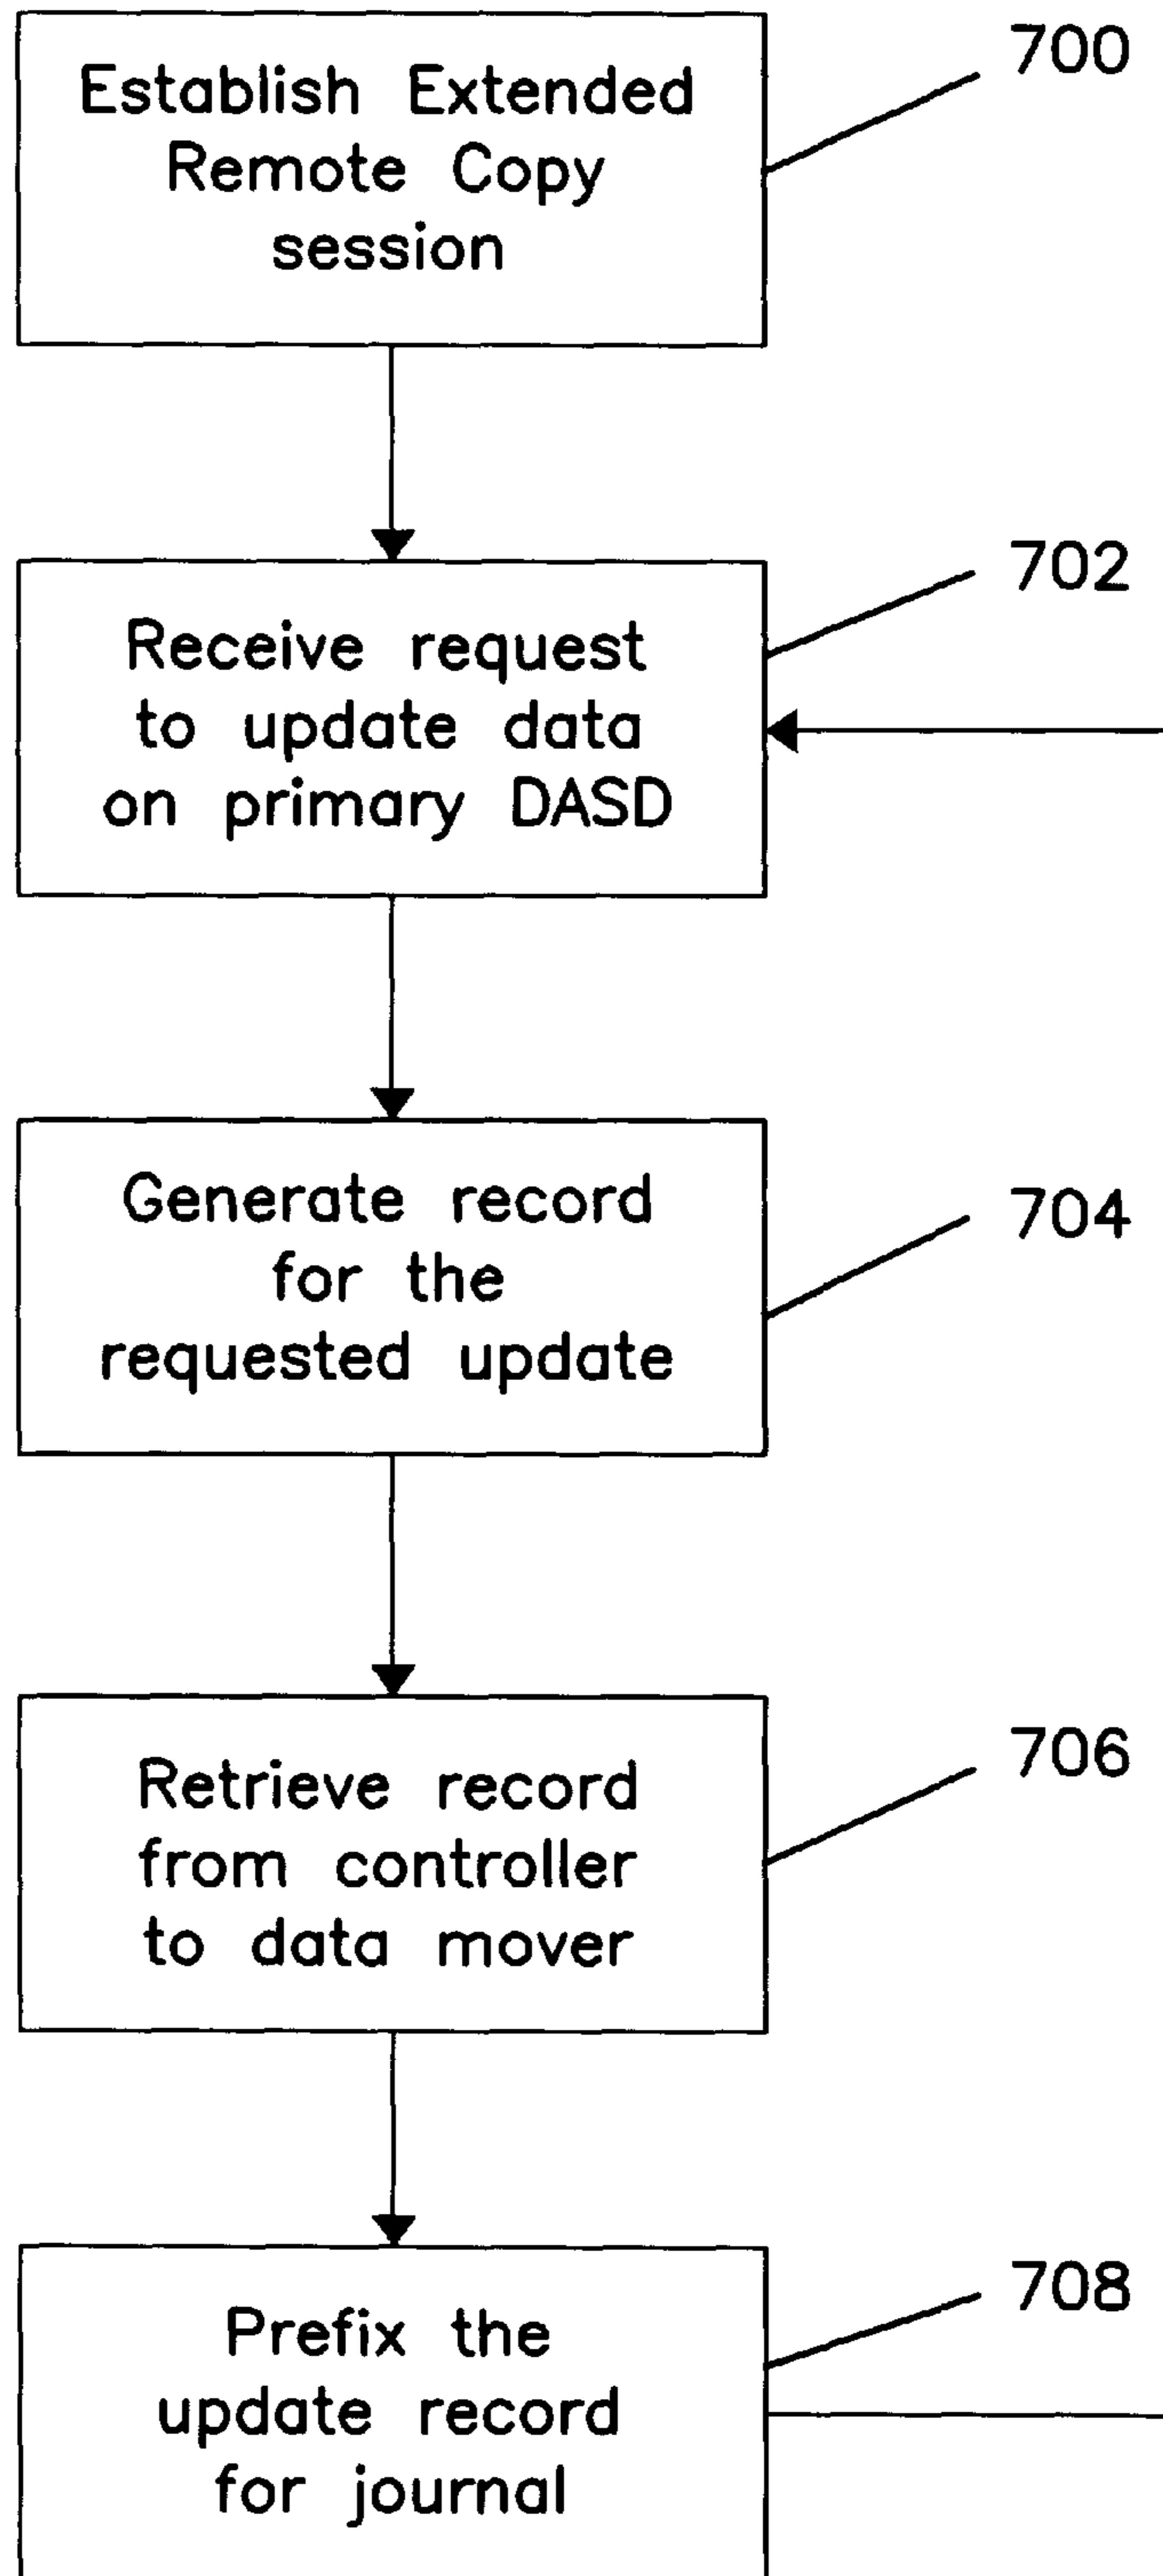 Establish Extended
Remote Copy
session
700
Receive request
to update data
on primary DASD
702
Generate record
for the
requested update
704
Retrieve record
from controller
to data mover
706
Prefix the
update record
for journal
708